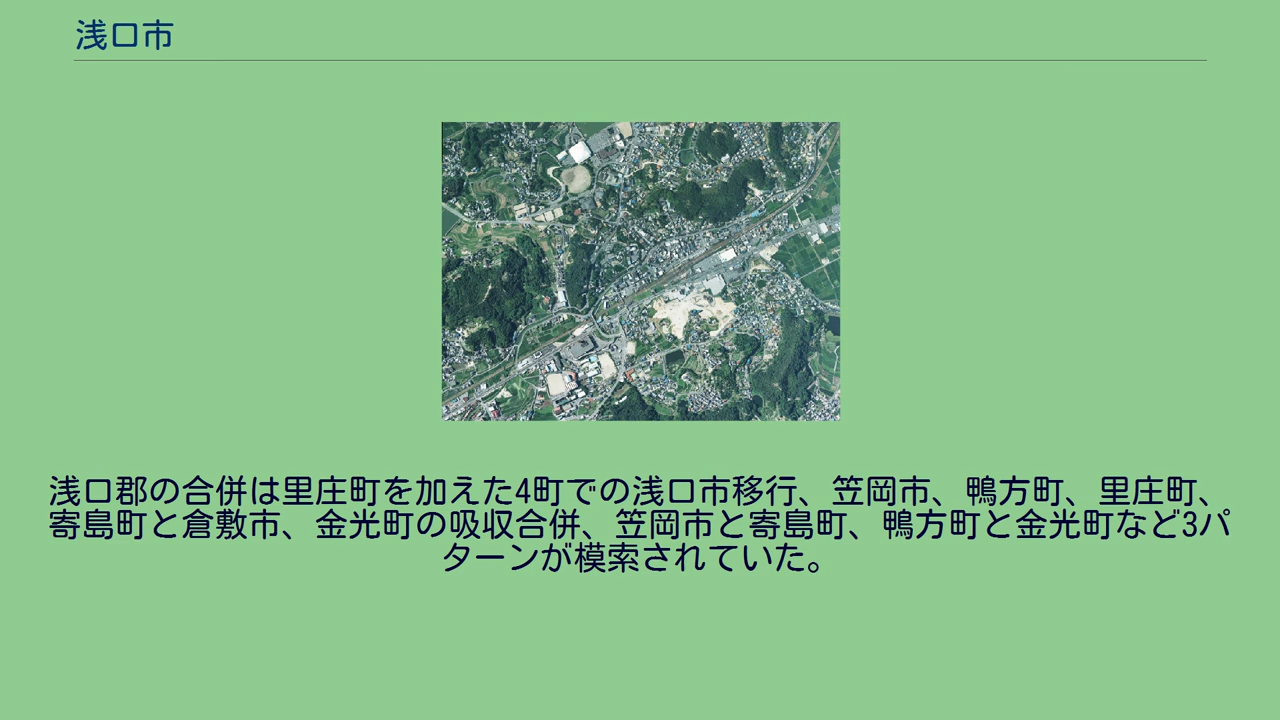 浅口市
浅口郡の合併は里庄町を加えた4町での浅口市移行、笠岡市、鴨方町、里庄町、
寄島町と倉敷市、金光町の吸収合併、笠岡市と寄島町、鴨方町と金光町など3パ
ターンが模索されていた。